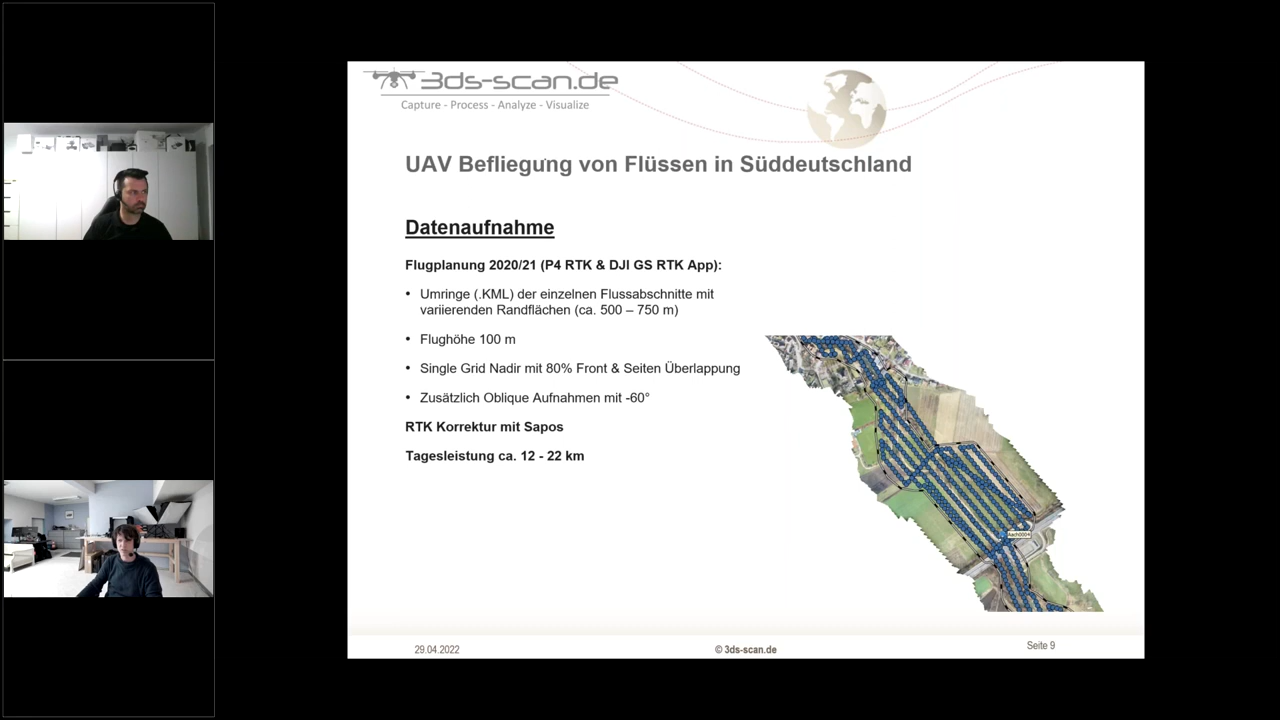 3ds-scan.de
Capture - Process - Analyze - Visualize
UAV Befliegung von Flüssen in Süddeutschland
Datenaufnahme
Flugplanung 2020/21 (P4 RTK & DJI GS RTK App):
• Umringe (.KML) der einzelnen Flussabschnitte mit
variierenden Randflächen (ca. 500 – 750 m)
• Flughöhe 100 m
• Single Grid Nadir mit 80% Front & Seiten Überlappung
• Zusätzlich Oblique Aufnahmen mit -60°
RTK Korrektur mit Sapos
Tagesleistung ca. 12 - 22 km
29.04.2022
© 3ds-scan.de
Seite 9